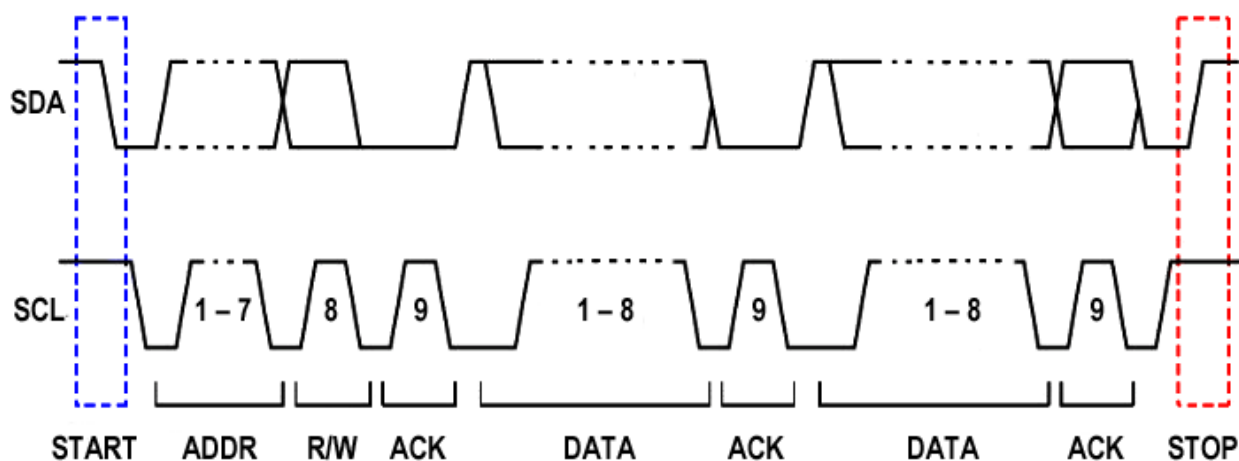 SDA
SCL 1 – 7 8 9 1 – 8 9 1 – 8 9
START ADDR R/W ACK DATA ACK DATA ACK STOP